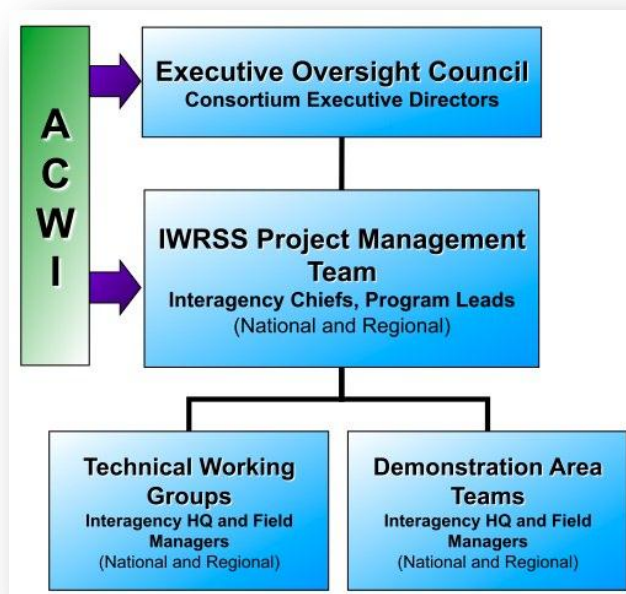 A
C
W
I
Executive Oversight Council
Consortium Executive Directors
IWRSS Project Management
Team
Interagency Chiefs, Program Leads
(National and Regional)
Technical Working
Groups
Interagency HQ and Field
Managers
(National and Regional)
Demonstration Area
Teams
Interagency HQ and Field
Managers
(National and Regional)